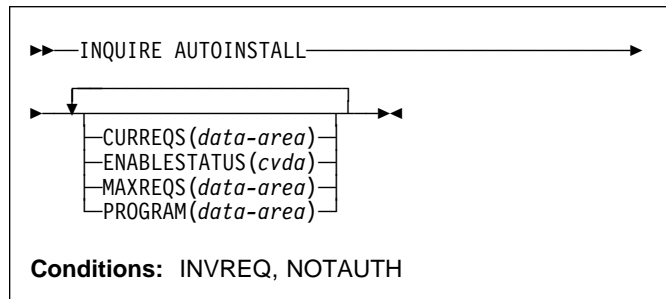 INQUIRE AUTOINSTALL
CURREQS(data-area)
ENABLESTATUS(cvda)
MAXREQS(data-area)
PROGRAM(data-area)
Conditions: INVREQ, NOTAUTH